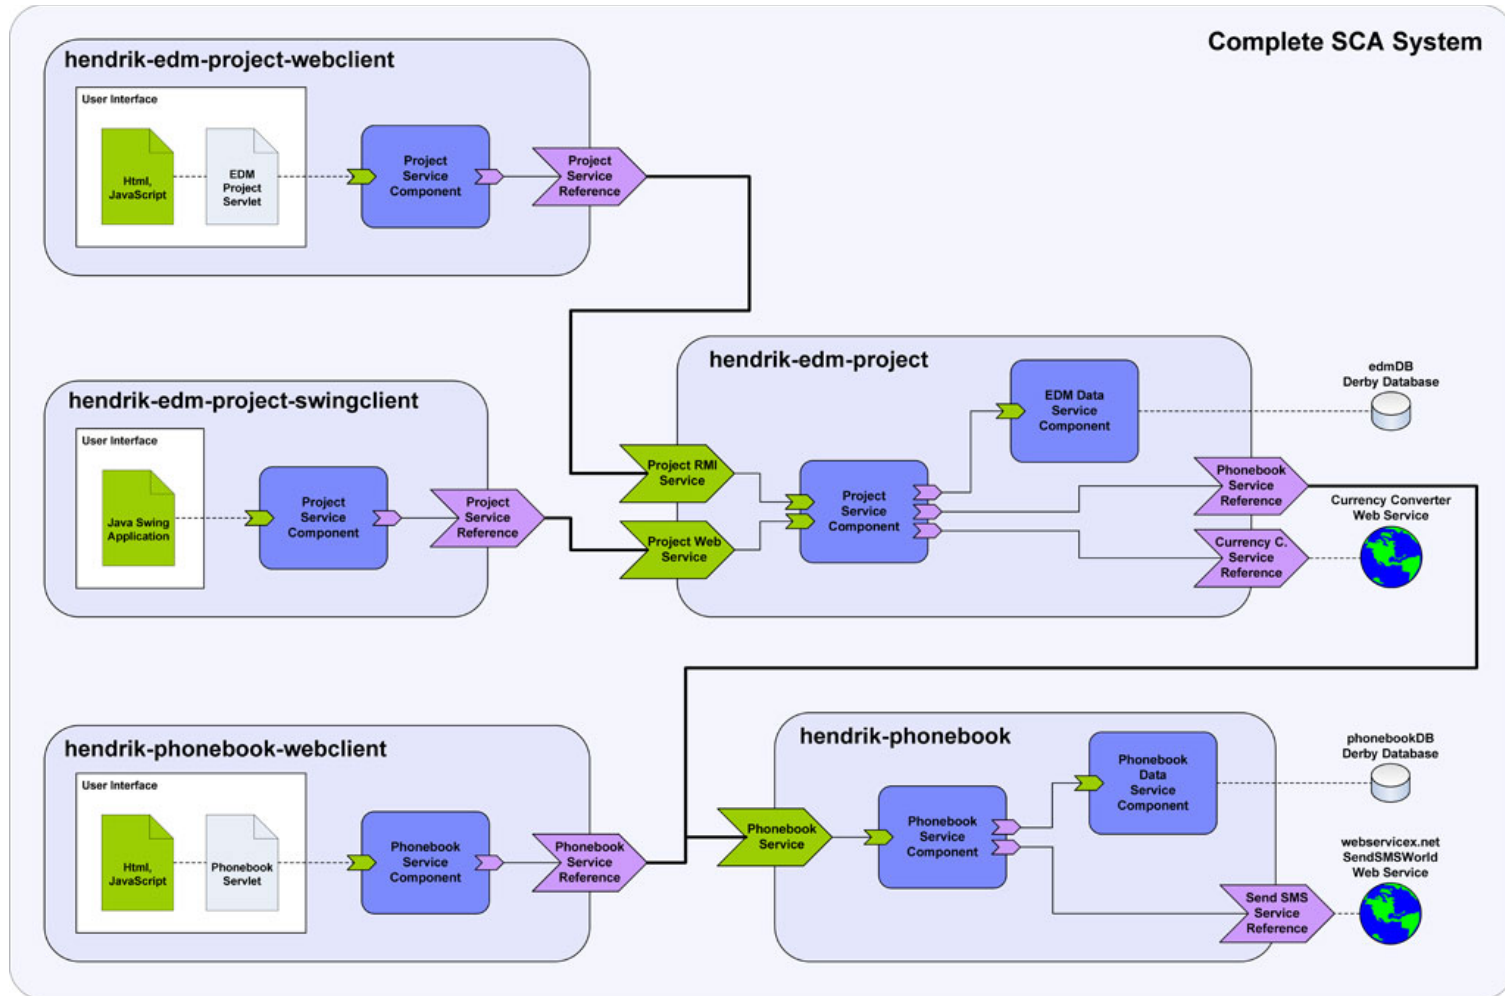 Complete SCA System
hendrik-edm-project-webclient
User Interface
Html,
JavaScript
EDM
Project
Servlet
Project
Service
Component
Project
Service
Reference
hendrik-edm-project-swingclient
User Interface
Java Swing
Application
Project
Service
Component
Project
Service
Reference
hendrik-edm-project
Project RMI
Service
Project Web
Service
Project
Service
Component
EDM Data
Service
Component
edmDB
Derby Database
Phonebook
Service
Reference
Currency C.
Service
Reference
Currency Converter
Web Service
hendrik-phonebook-webclient
User Interface
Html,
JavaScript
Phonebook
Servlet
Phonebook
Service
Component
Phonebook
Service
Reference
hendrik-phonebook
Phonebook
Service
Phonebook
Service
Component
Phonebook
Data
Service
Component
phonebookDB
Derby Database
Send SMS
Service
Reference
webservicex.net
SendSMSWorld
Web Service